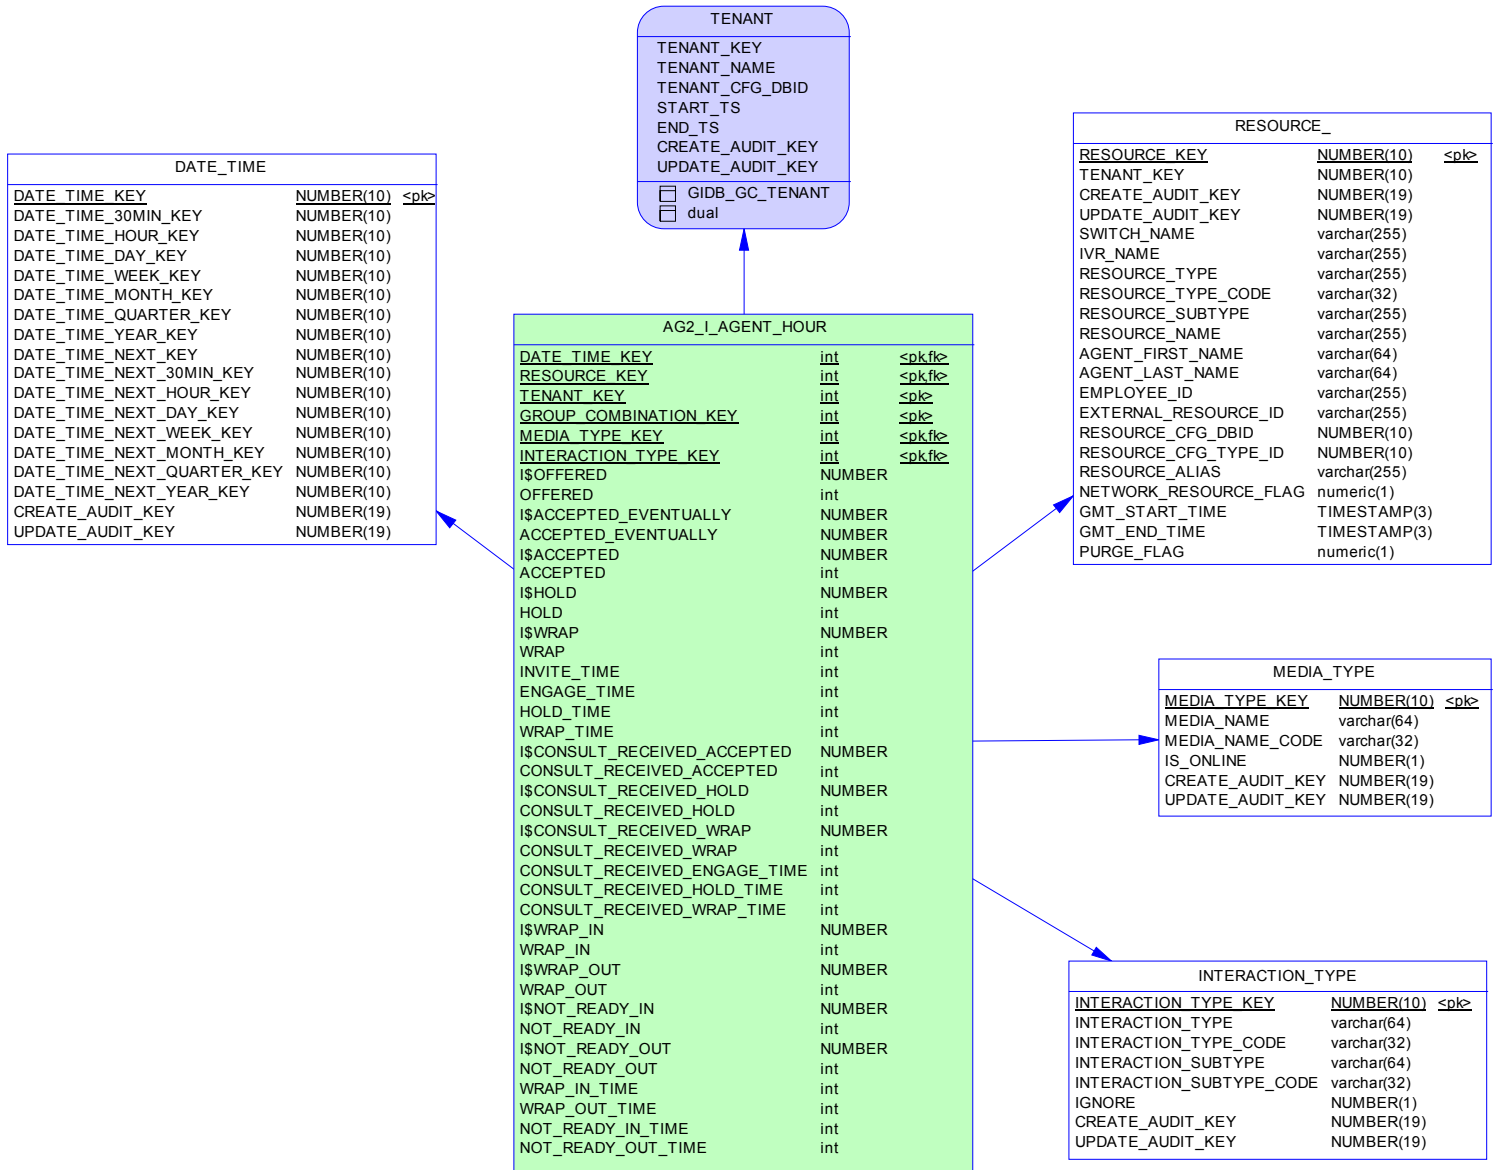 TENANT
TENANT_KEY
TENANT_NAME
TENANT_CFG_DBID
START_TS
END_TS
CREATE_AUDIT_KEY
UPDATE_AUDIT_KEY
GIDB_GC_TENANT
dual
DATE_TIME
DATE_TIME_KEY NUMBER(10) <pk>
DATE_TIME_30MIN_KEY NUMBER(10)
DATE_TIME_HOUR_KEY NUMBER(10)
DATE_TIME_DAY_KEY NUMBER(10)
DATE_TIME_WEEK_KEY NUMBER(10)
DATE_TIME_MONTH_KEY NUMBER(10)
DATE_TIME_QUARTER_KEY NUMBER(10)
DATE_TIME_YEAR_KEY NUMBER(10)
DATE_TIME_NEXT_KEY NUMBER(10)
DATE_TIME_NEXT_30MIN_KEY NUMBER(10)
DATE_TIME_NEXT_HOUR_KEY NUMBER(10)
DATE_TIME_NEXT_DAY_KEY NUMBER(10)
DATE_TIME_NEXT_WEEK_KEY NUMBER(10)
DATE_TIME_NEXT_MONTH_KEY NUMBER(10)
DATE_TIME_NEXT_QUARTER_KEY NUMBER(10)
DATE_TIME_NEXT_YEAR_KEY NUMBER(10)
CREATE_AUDIT_KEY NUMBER(19)
UPDATE_AUDIT_KEY NUMBER(19)
AG2_I_AGENT_HOUR
DATE_TIME_KEY int <pk,fk>
RESOURCE_KEY int <pk,fk>
TENANT_KEY int <pk>
GROUP_COMBINATION_KEY int <pk>
MEDIA_TYPE_KEY int <pk,fk>
INTERACTION_TYPE_KEY int <pk,fk>
I$OFFERED NUMBER
OFFERED int
I$ACCEPTED_EVENTUALLY NUMBER
ACCEPTED_EVENTUALLY NUMBER
I$ACCEPTED NUMBER
ACCEPTED int
I$HOLD NUMBER
HOLD int
I$WRAP NUMBER
WRAP int
INVITE_TIME int
ENGAGE_TIME int
HOLD_TIME int
WRAP_TIME int
I$CONSULT_RECEIVED_ACCEPTED NUMBER
CONSULT_RECEIVED_ACCEPTED int
I$CONSULT_RECEIVED_HOLD NUMBER
CONSULT_RECEIVED_HOLD int
I$CONSULT_RECEIVED_WRAP NUMBER
CONSULT_RECEIVED_WRAP int
CONSULT_RECEIVED_ENGAGE_TIME int
CONSULT_RECEIVED_HOLD_TIME int
CONSULT_RECEIVED_WRAP_TIME int
I$WRAP_IN NUMBER
WRAP_IN int
I$WRAP_OUT NUMBER
WRAP_OUT int
I$NOT_READY_IN NUMBER
NOT_READY_IN int
I$NOT_READY_OUT NUMBER
NOT_READY_OUT int
WRAP_IN_TIME int
WRAP_OUT_TIME int
NOT_READY_IN_TIME int
NOT_READY_OUT_TIME int
RESOURCE_
RESOURCE_KEY NUMBER(10) <pk>
TENANT_KEY NUMBER(10)
CREATE_AUDIT_KEY NUMBER(19)
UPDATE_AUDIT_KEY NUMBER(19)
SWITCH_NAME varchar(255)
IVR_NAME varchar(255)
RESOURCE_TYPE varchar(255)
RESOURCE_TYPE_CODE varchar(32)
RESOURCE_SUBTYPE varchar(255)
RESOURCE_NAME varchar(255)
AGENT_FIRST_NAME varchar(64)
AGENT_LAST_NAME varchar(64)
EMPLOYEE_ID varchar(255)
EXTERNAL_RESOURCE_ID varchar(255)
RESOURCE_CFG_DBID NUMBER(10)
RESOURCE_CFG_TYPE_ID NUMBER(10)
RESOURCE_ALIAS varchar(255)
NETWORK_RESOURCE_FLAG numeric(1)
GMT_START_TIME TIMESTAMP(3)
GMT_END_TIME TIMESTAMP(3)
PURGE_FLAG numeric(1)
MEDIA_TYPE
MEDIA_TYPE_KEY NUMBER(10) <pk>
MEDIA_NAME varchar(64)
MEDIA_NAME_CODE varchar(32)
IS_ONLINE NUMBER(1)
CREATE_AUDIT_KEY NUMBER(19)
UPDATE_AUDIT_KEY NUMBER(19)
INTERACTION_TYPE
INTERACTION_TYPE_KEY NUMBER(10) <pk>
INTERACTION_TYPE varchar(64)
INTERACTION_TYPE_CODE varchar(32)
INTERACTION_SUBTYPE varchar(64)
INTERACTION_SUBTYPE_CODE varchar(32)
IGNORE NUMBER(1)
CREATE_AUDIT_KEY NUMBER(19)
UPDATE_AUDIT_KEY NUMBER(19)